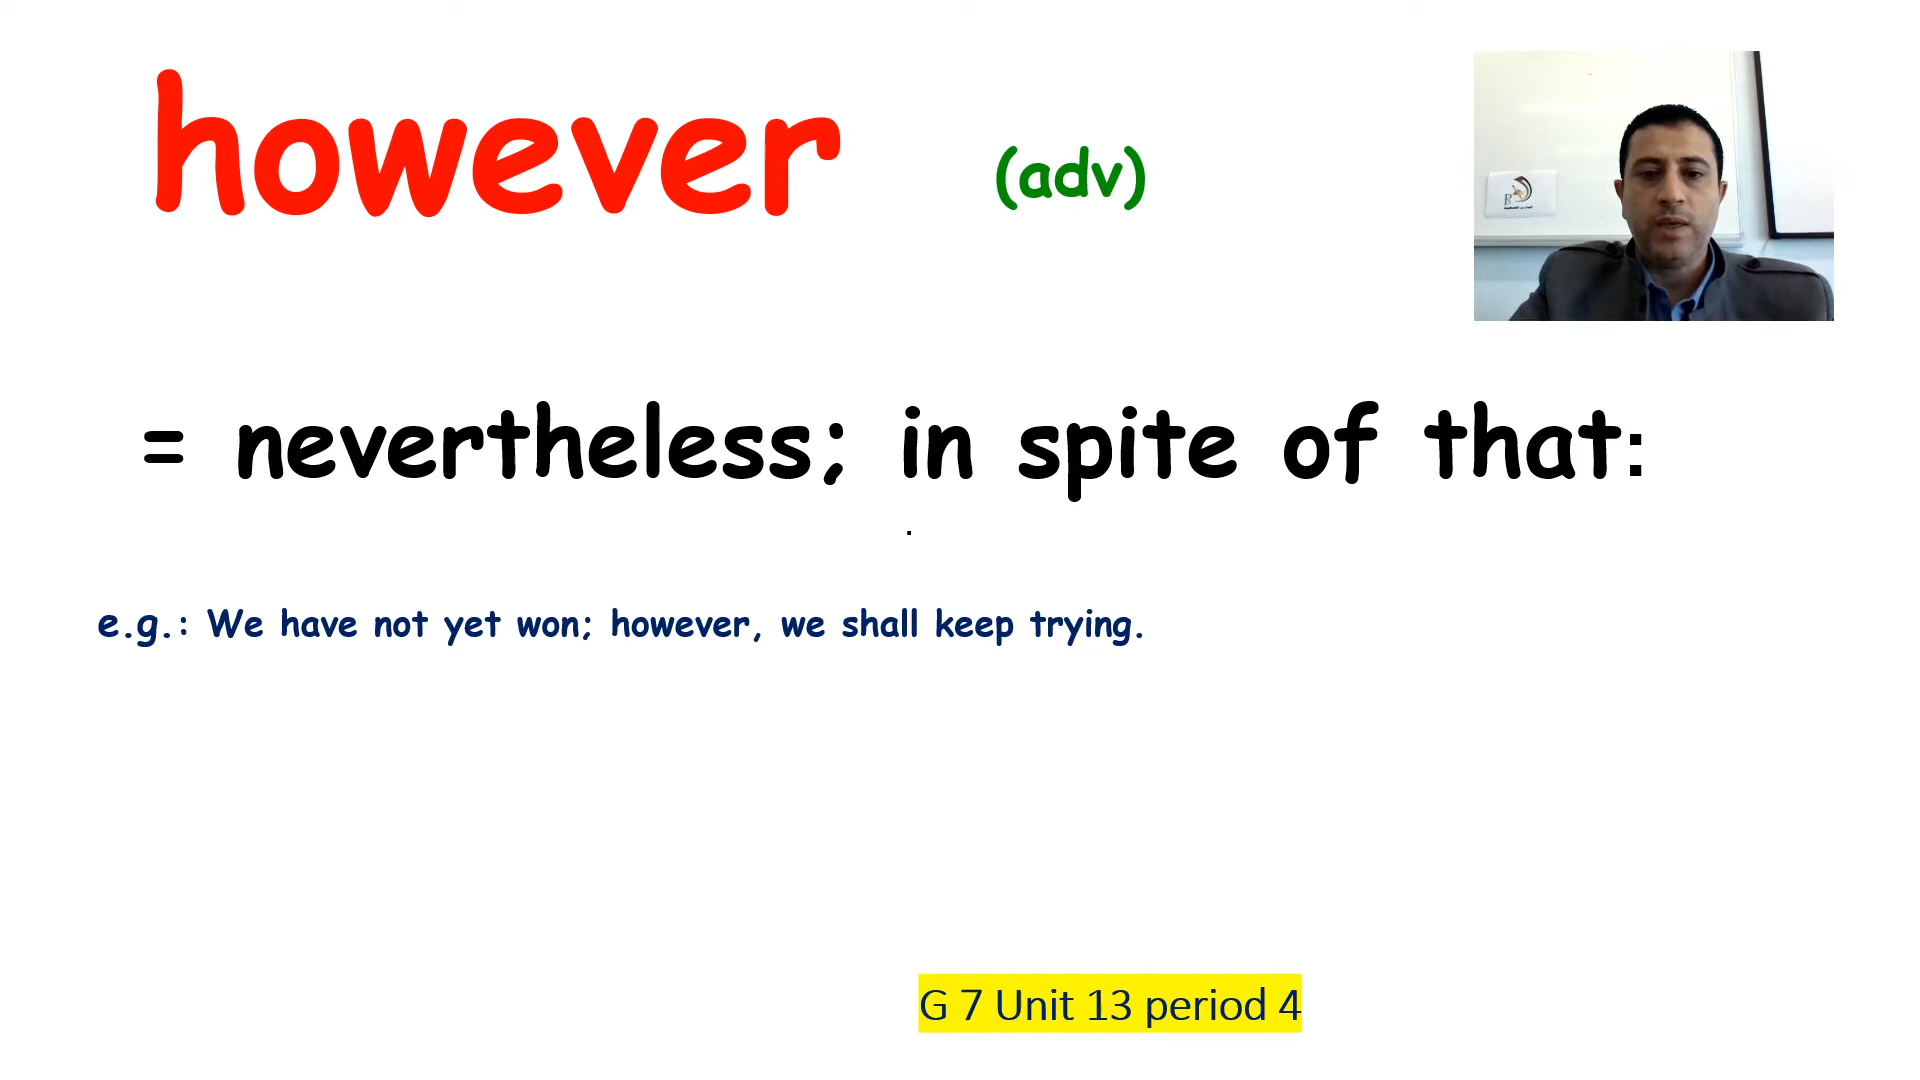 however (adv)
= nevertheless; in spite of that:
.
e.g.: We have not yet won; however, we shall keep trying.
G 7 Unit 13 period 4